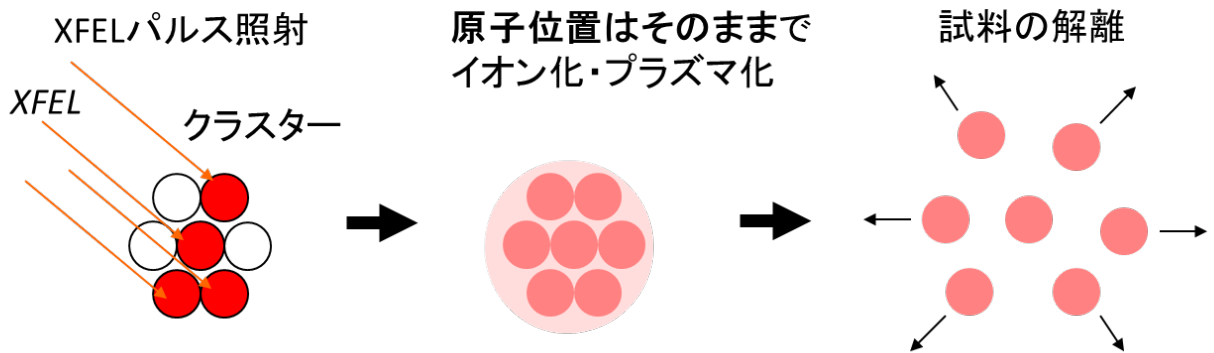 XFELパルス照射
XFEL
クラスター
原子位置はそのままで
イオン化・プラズマ化
試料の解離